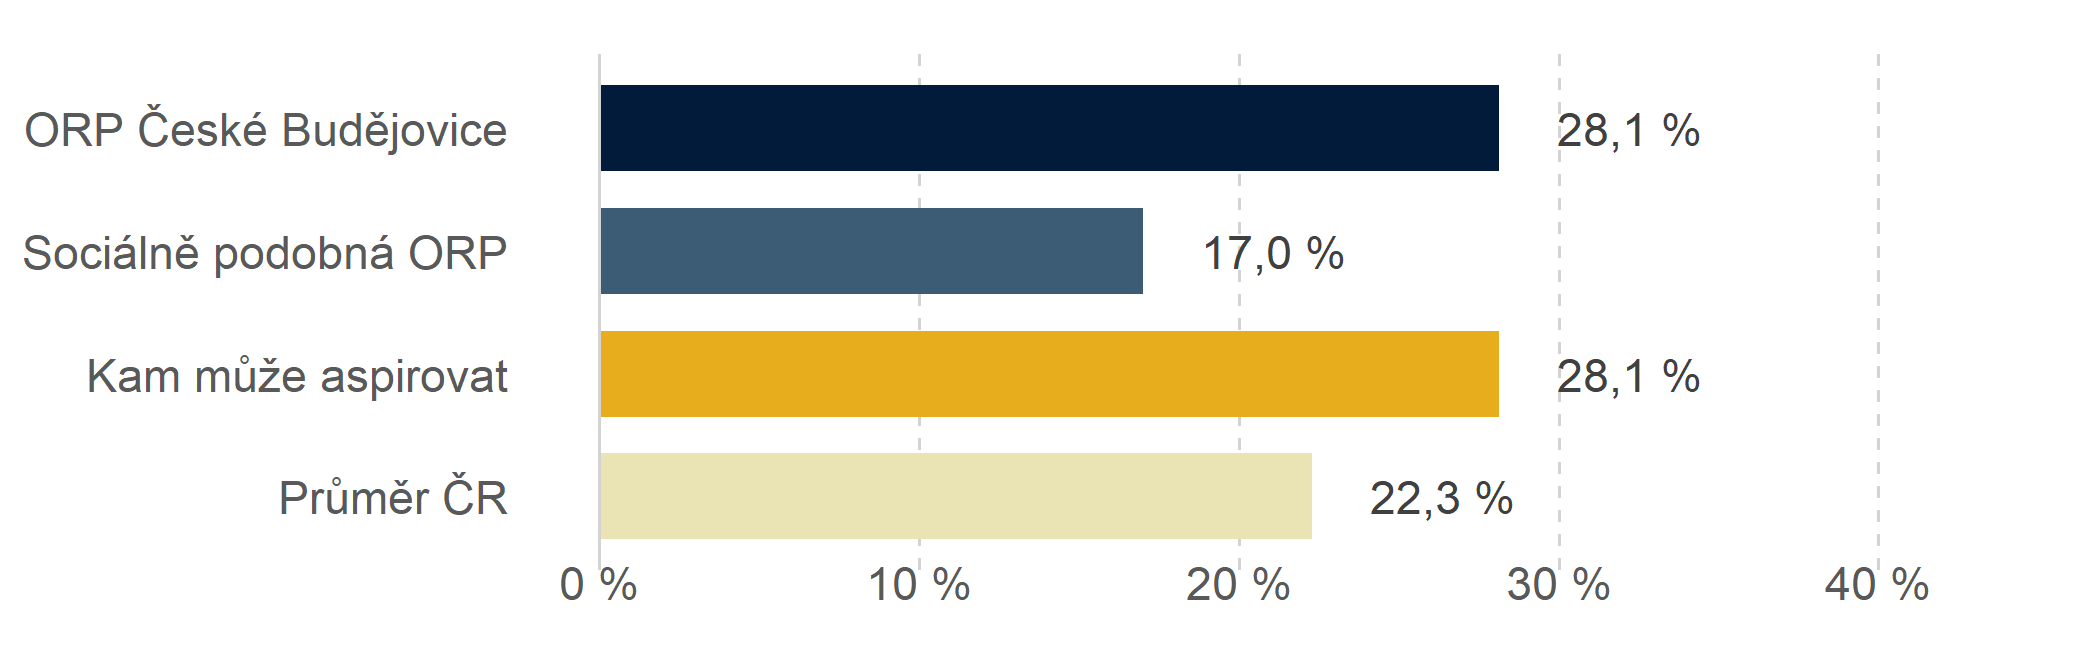 ORP České Budějovice 28,1 %
Sociálně podobná ORP 17,0 %
Kam může aspirovat 28,1 %
Průměr ČR 22,3 %
0 % 10 % 20 % 30 % 40 %